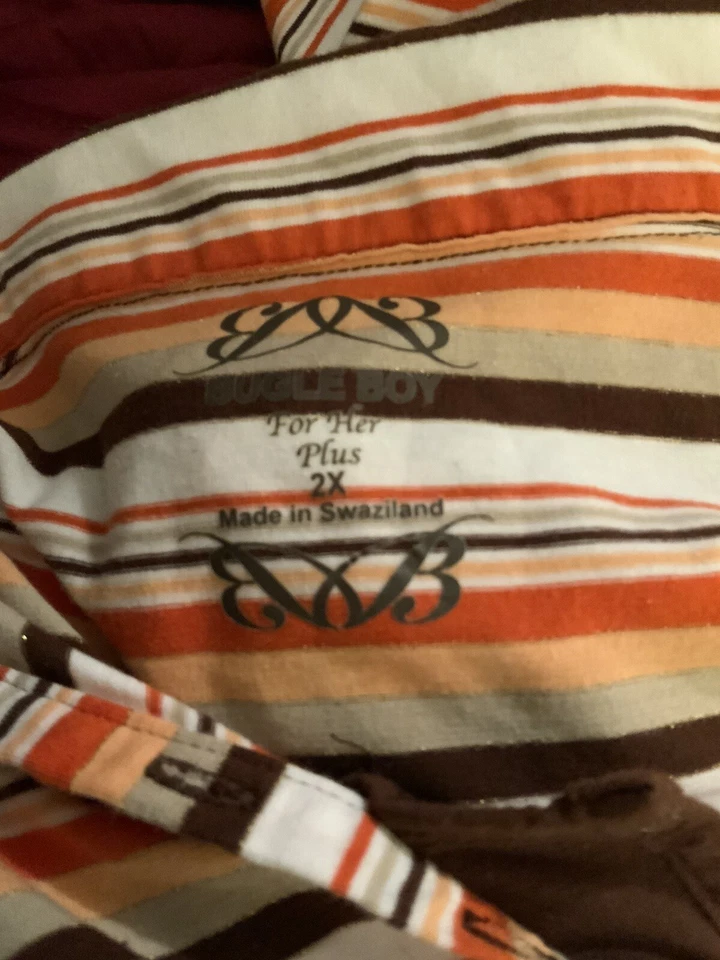 BUGLE BOY
For Her
Plus
2X
Made in Swaziland